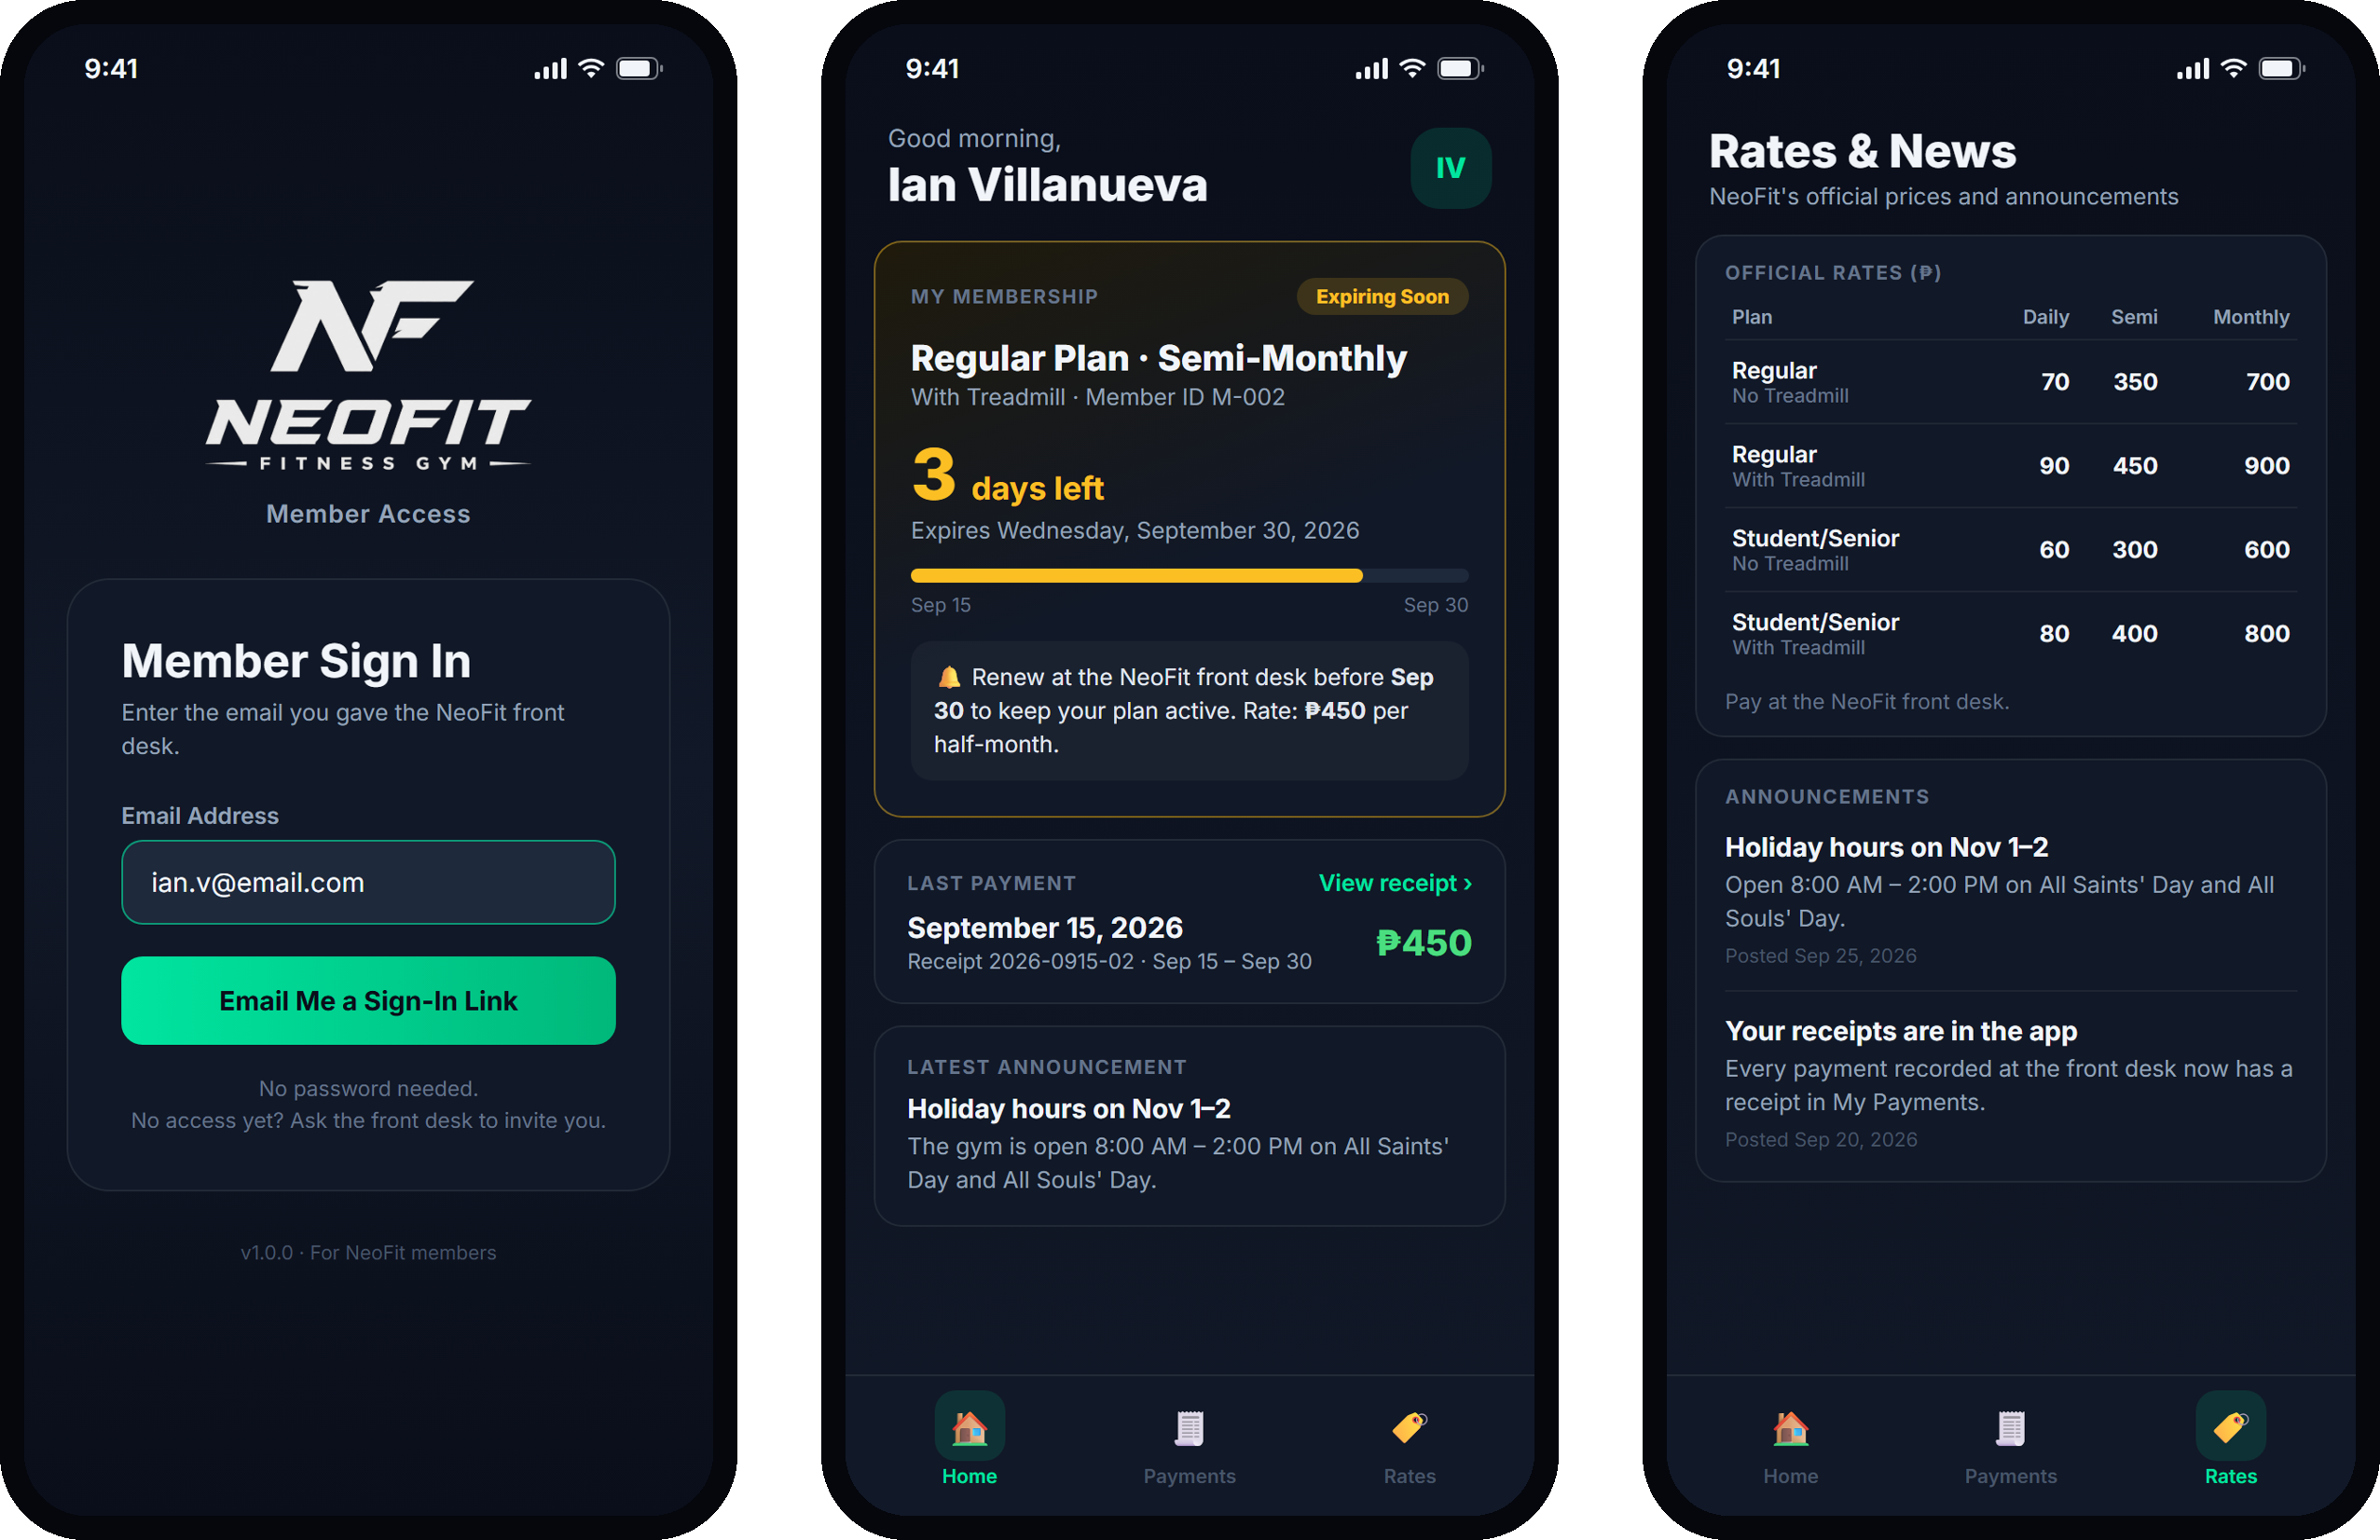 9:41
NF
NEOFIT
FITNESS GYM
Member Access
Member Sign In
Enter the email you gave the NeoFit front
desk.
Email Address
ian.v@email.com
Email Me a Sign-In Link
No password needed.
No access yet? Ask the front desk to invite you.
v1.0.0 · For NeoFit members
9:41
Good morning,
Ian Villanueva
IV
MY MEMBERSHIP
Expiring Soon
Regular Plan · Semi-Monthly
With Treadmill · Member ID M-002
3 days left
Expires Wednesday, September 30, 2026
Sep 15 Sep 30
🔔 Renew at the NeoFit front desk before Sep
30 to keep your plan active. Rate: ₱450 per
half-month.
LAST PAYMENT
View receipt ›
September 15, 2026
₱450
Receipt 2026-0915-02 · Sep 15 – Sep 30
LATEST ANNOUNCEMENT
Holiday hours on Nov 1–2
The gym is open 8:00 AM – 2:00 PM on All Saints'
Day and All Souls' Day.
Home Payments Rates
9:41
Rates & News
NeoFit's official prices and announcements
OFFICIAL RATES (₱)
Plan Daily Semi Monthly
Regular
No Treadmill
70 350 700
Regular
With Treadmill
90 450 900
Student/Senior
No Treadmill
60 300 600
Student/Senior
With Treadmill
80 400 800
Pay at the NeoFit front desk.
ANNOUNCEMENTS
Holiday hours on Nov 1–2
Open 8:00 AM – 2:00 PM on All Saints' Day and All
Souls' Day.
Posted Sep 25, 2026
Your receipts are in the app
Every payment recorded at the front desk now has a
receipt in My Payments.
Posted Sep 20, 2026
Home Payments Rates